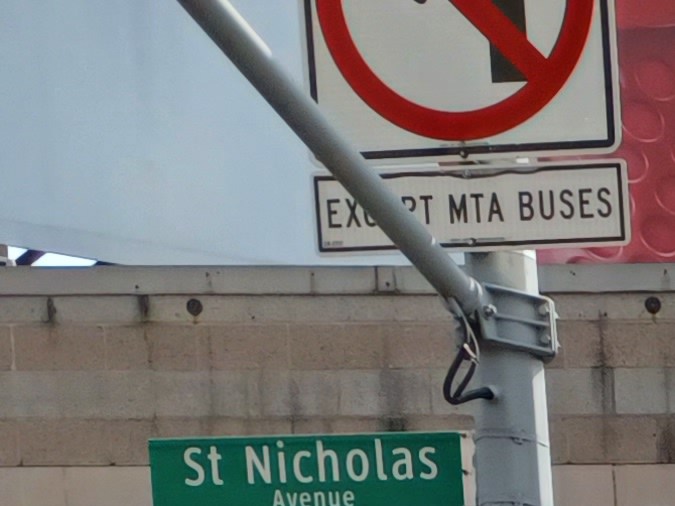 EXCEPT MTA BUSES
St Nicholas
Avenue